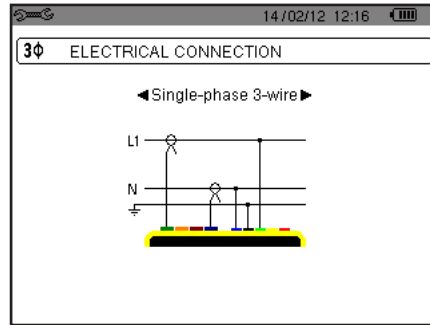 14/02/12 12:16
3Φ ELECTRICAL CONNECTION
◄Single-phase 3-wire►
L1
N